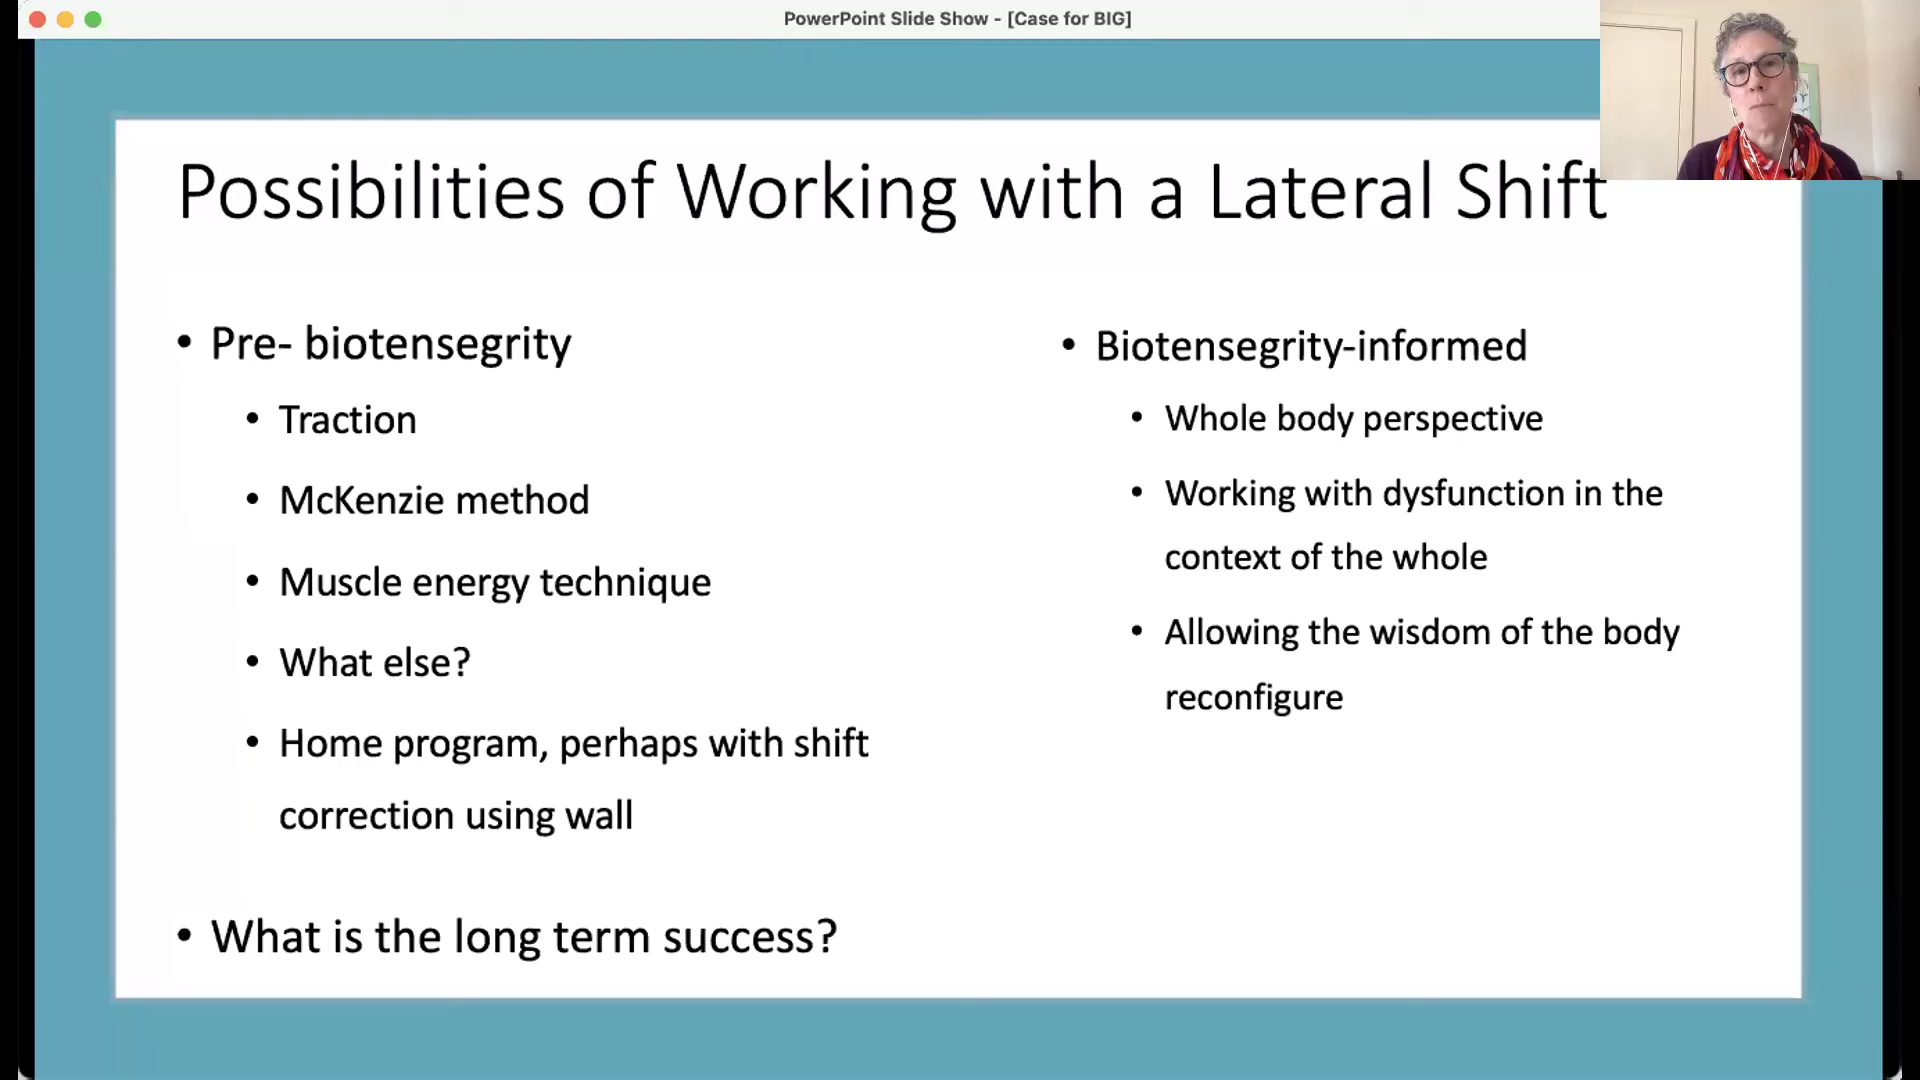 PowerPoint Slide Show - [Case for BIG]
Possibilities of Working with a Lateral Shift
• Pre- biotensegrity
• Traction
• McKenzie method
• Muscle energy technique
• What else?
• Home program, perhaps with shift
correction using wall
• What is the long term success?
• Biotensegrity-informed
• Whole body perspective
• Working with dysfunction in the
context of the whole
• Allowing the wisdom of the body
reconfigure